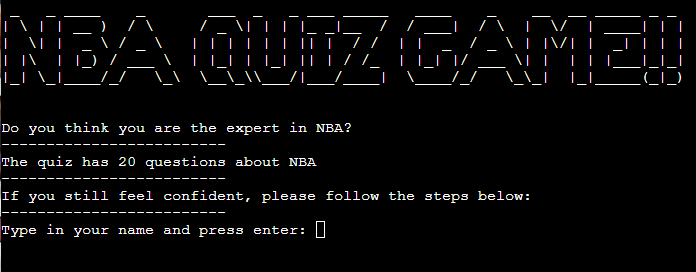 NBA QUIZ GAME!!
Do you think you are the expert in NBA?
-------------------------
The quiz has 20 questions about NBA
-------------------------
If you still feel confident, please follow the steps below:
-------------------------
Type in your name and press enter: